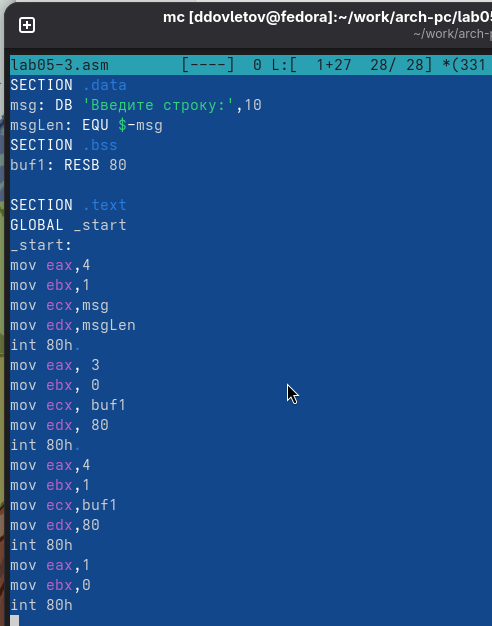 mc [ddovletov@fedora]:~/work/arch-pc/lab05
~/work/arch-p
lab05-3.asm [----] 0 L:[ 1+27 28/ 28] *(331
SECTION .data
msg: DB 'Введите строку:',10
msgLen: EQU $-msg
SECTION .bss
buf1: RESB 80
SECTION .text
GLOBAL _start
_start:
mov eax,4
mov ebx,1
mov ecx,msg
mov edx,msgLen
int 80h.
mov eax, 3
mov ebx, 0
mov ecx, buf1
mov edx, 80
int 80h.
mov eax,4
mov ebx,1
mov ecx,buf1
mov edx,80
int 80h
mov eax,1
mov ebx,0
int 80h